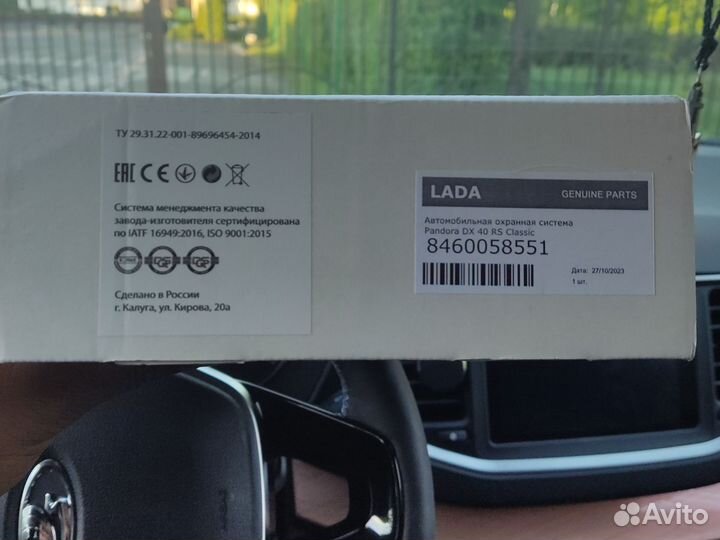 ТУ 29.31.22-001-89696454-2014
EAC CE
Система менеджмента качества
завода-изготовителя сертифицирована
по IATF 16949:2016, ISO 9001:2015
Сделано в России
г. Калуга, ул. Кирова, 20а
LADA GENUINE PARTS
Автомобильная охранная система
Pandora DX 40 RS Classic
8460058551
Дата: 27/10/2023
1 шт.
Avito